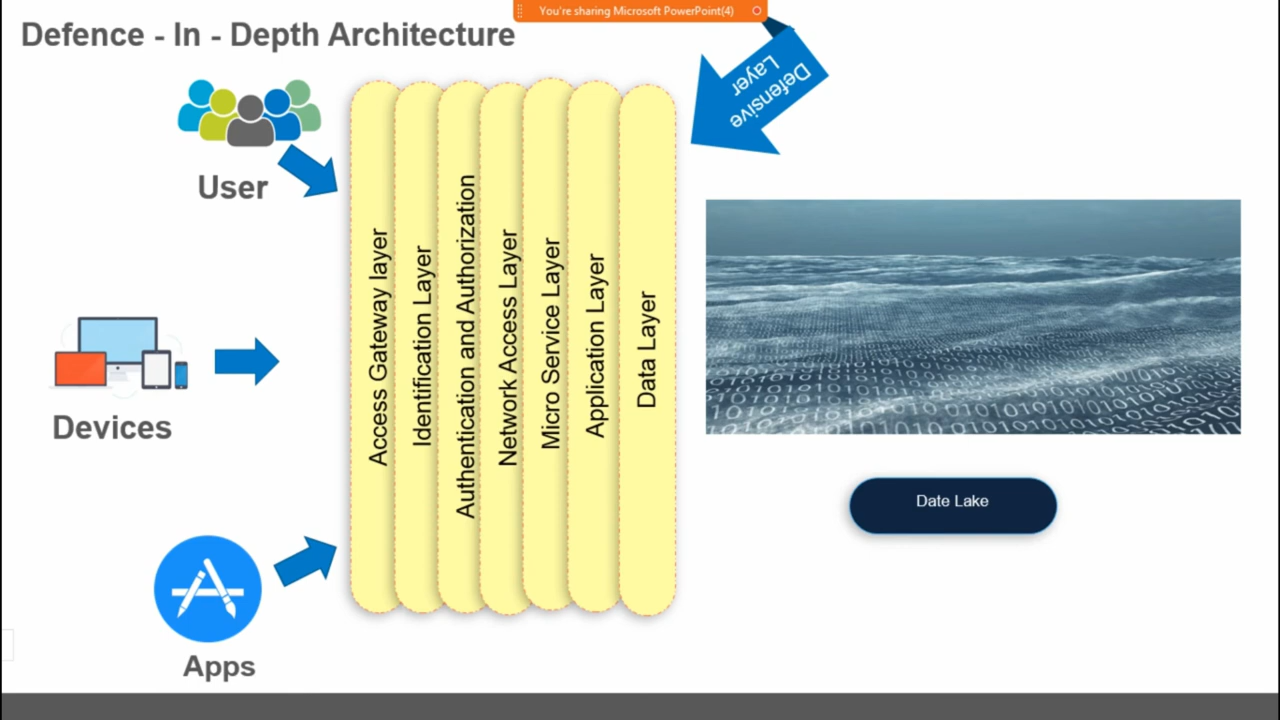 You're sharing Microsoft PowerPoint(4)
Defence - In - Depth Architecture
Defensive
Layer
User
Devices
Apps
Access Gateway layer
Identification Layer
Authentication and Authorization
Network Access Layer
Micro Service Layer
Application Layer
Data Layer
Date Lake